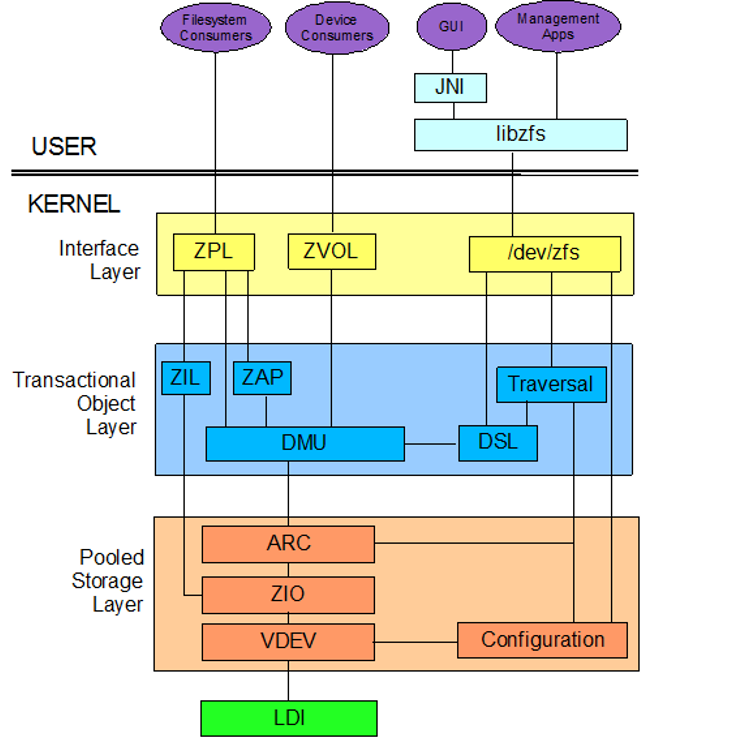 Filesystem
Consumers
Device
Consumers
GUI
Management
Apps
JNI
libzfs
USER
KERNEL
Interface
Layer
ZPL
ZVOL
/dev/zfs
Transactional
Object
Layer
ZIL
ZAP
Traversal
DMU
DSL
Pooled
Storage
Layer
ARC
ZIO
VDEV
Configuration
LDI